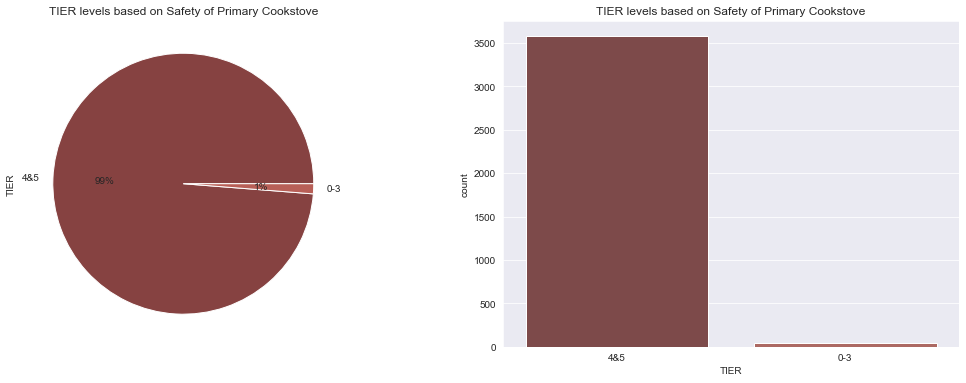 TIER levels based on Safety of Primary Cookstove
TIER
4&5
99%
1%
0-3
TIER levels based on Safety of Primary Cookstove
count
3500
3000
2500
2000
1500
1000
500
0
4&5
0-3
TIER